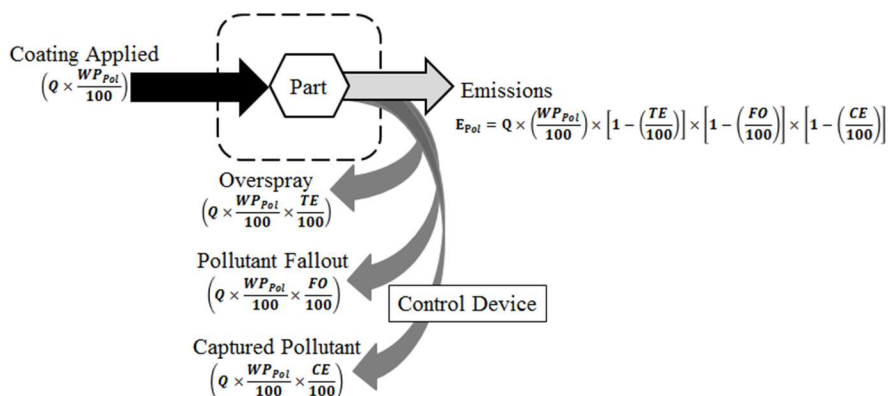 Coating Applied
(Q × WP_Pol/100)
Part
Emissions
E_Pol = Q × (WP_Pol/100) × [1 − (TE/100)] × [1 − (FO/100)] × [1 − (CE/100)]
Overspray
(Q × WP_Pol/100 × TE/100)
Pollutant Fallout
(Q × WP_Pol/100 × FO/100)
Control Device
Captured Pollutant
(Q × WP_Pol/100 × CE/100)